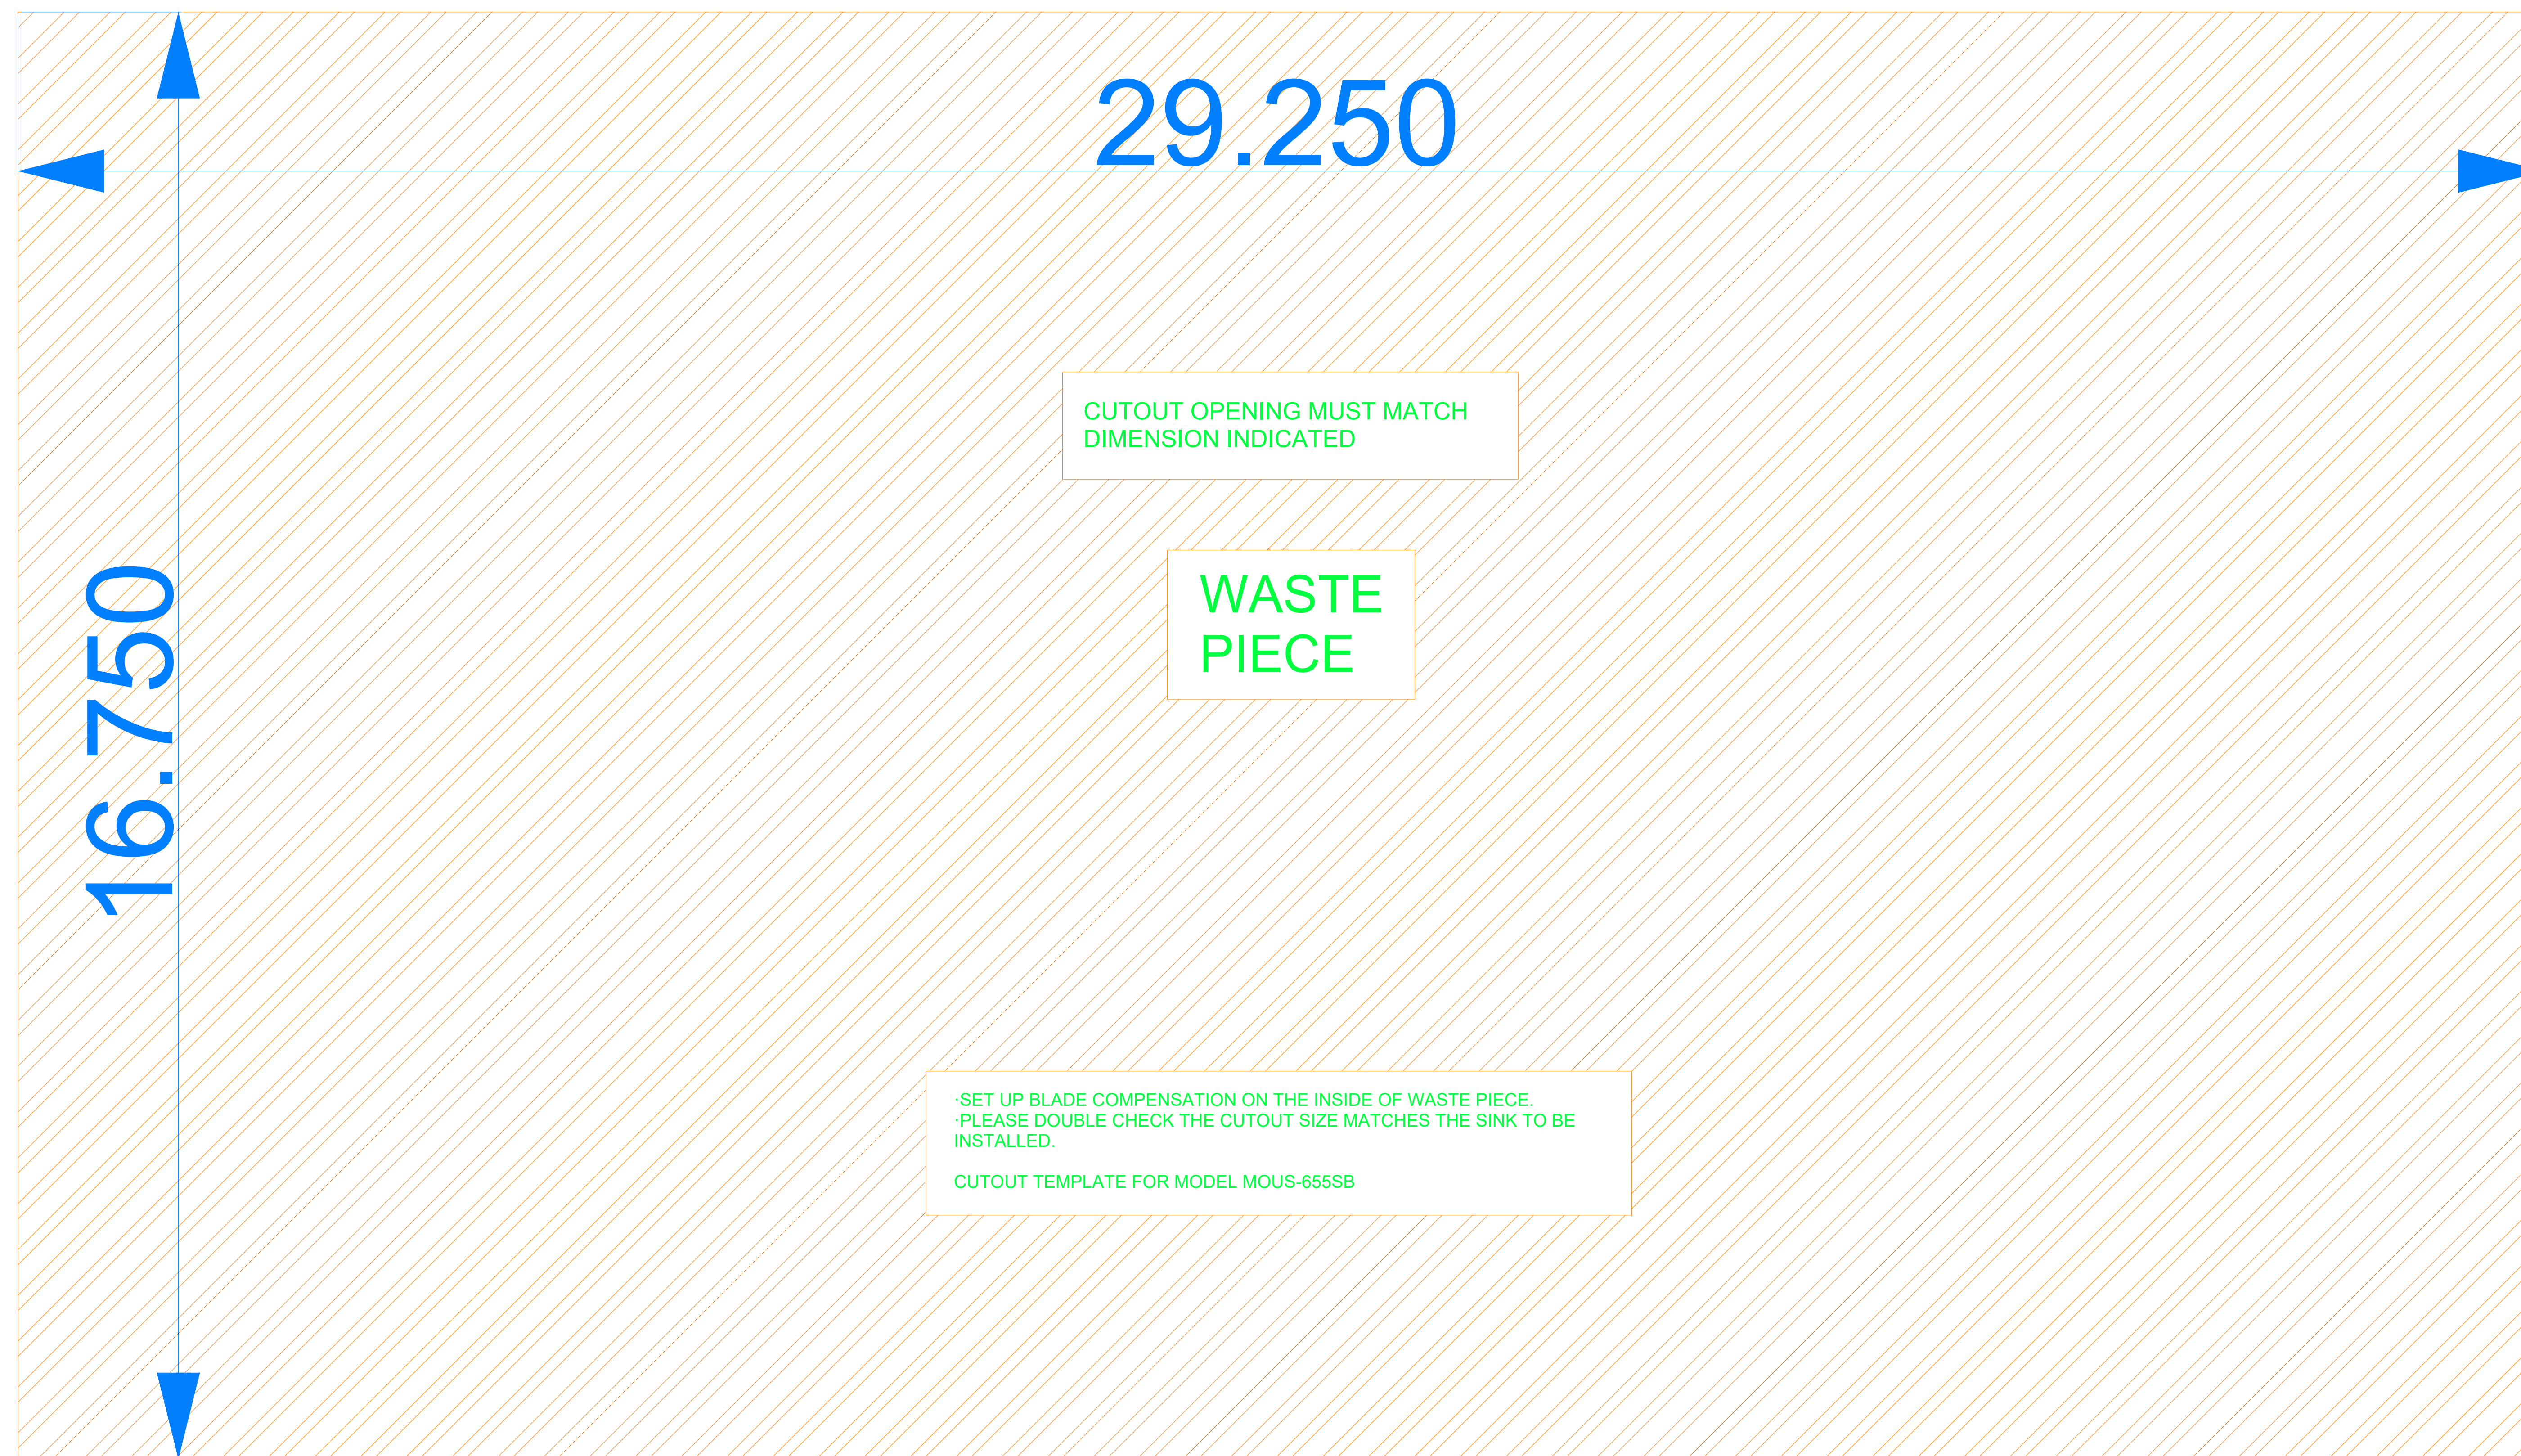 29.250
CUTOUT OPENING MUST MATCH
DIMENSION INDICATED
WASTE
PIECE
16.750
·SET UP BLADE COMPENSATION ON THE INSIDE OF WASTE PIECE.
·PLEASE DOUBLE CHECK THE CUTOUT SIZE MATCHES THE SINK TO BE
INSTALLED.
CUTOUT TEMPLATE FOR MODEL MOUS-655SB